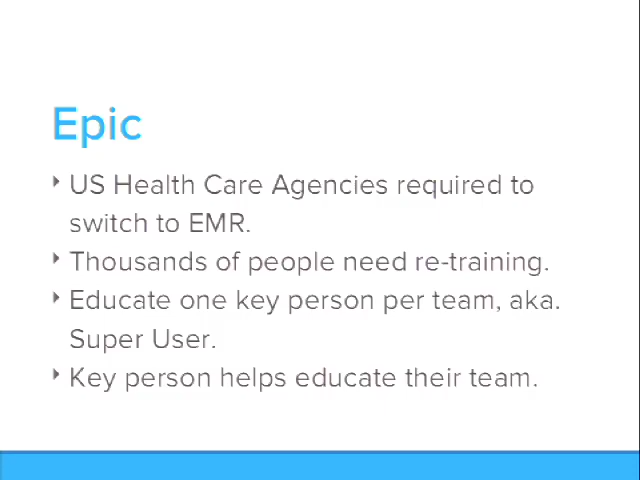 Epic
US Health Care Agencies required to
switch to EMR.
Thousands of people need re-training.
Educate one key person per team, aka.
Super User.
Key person helps educate their team.